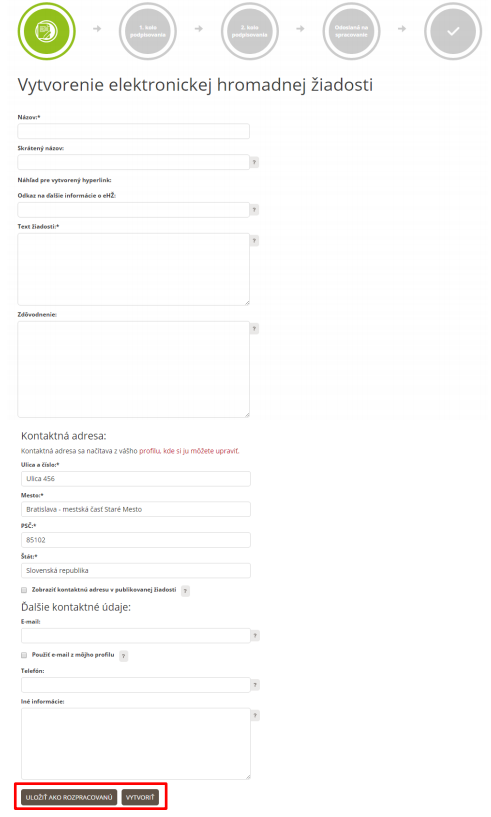 1. kolo
podpisovania
2. kolo
podpisovania
Odoslaná na
spracovanie
Vytvorenie elektronickej hromadnej žiadosti
Názov:*
Skrátený názov:
?
Náhľad pre vytvorený hyperlink:
Odkaz na ďalšie informácie o eHŽ:
?
Text žiadosti:*
?
Zdôvodnenie:
?
Kontaktná adresa:
Kontaktná adresa sa načítava z vášho profilu, kde si ju môžete upraviť.
Ulica a číslo:*
Ulica 456
Mesto:*
Bratislava - mestská časť Staré Mesto
PSČ:*
85102
Štát:*
Slovenská republika
Zobraziť kontaktnú adresu v publikovanej žiadosti ?
Ďalšie kontaktné údaje:
E-mail:
?
Použiť e-mail z môjho profilu ?
Telefón:
?
Iné informácie:
?
ULOŽIŤ AKO ROZPRACOVANÚ VYTVORIŤ